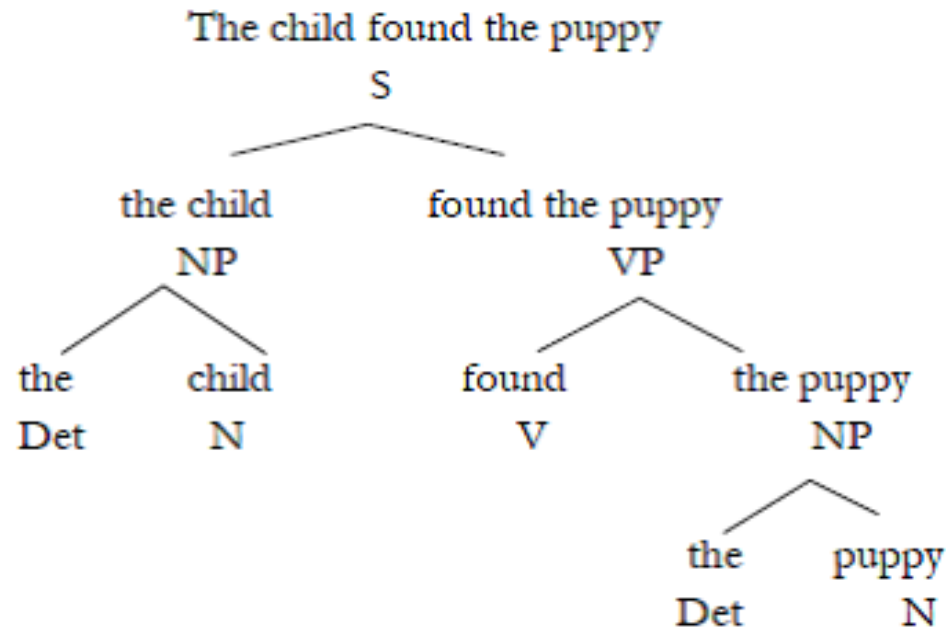 The child found the puppy
S
the child found the puppy
NP VP
the child found the puppy
Det N V NP
the puppy
Det N